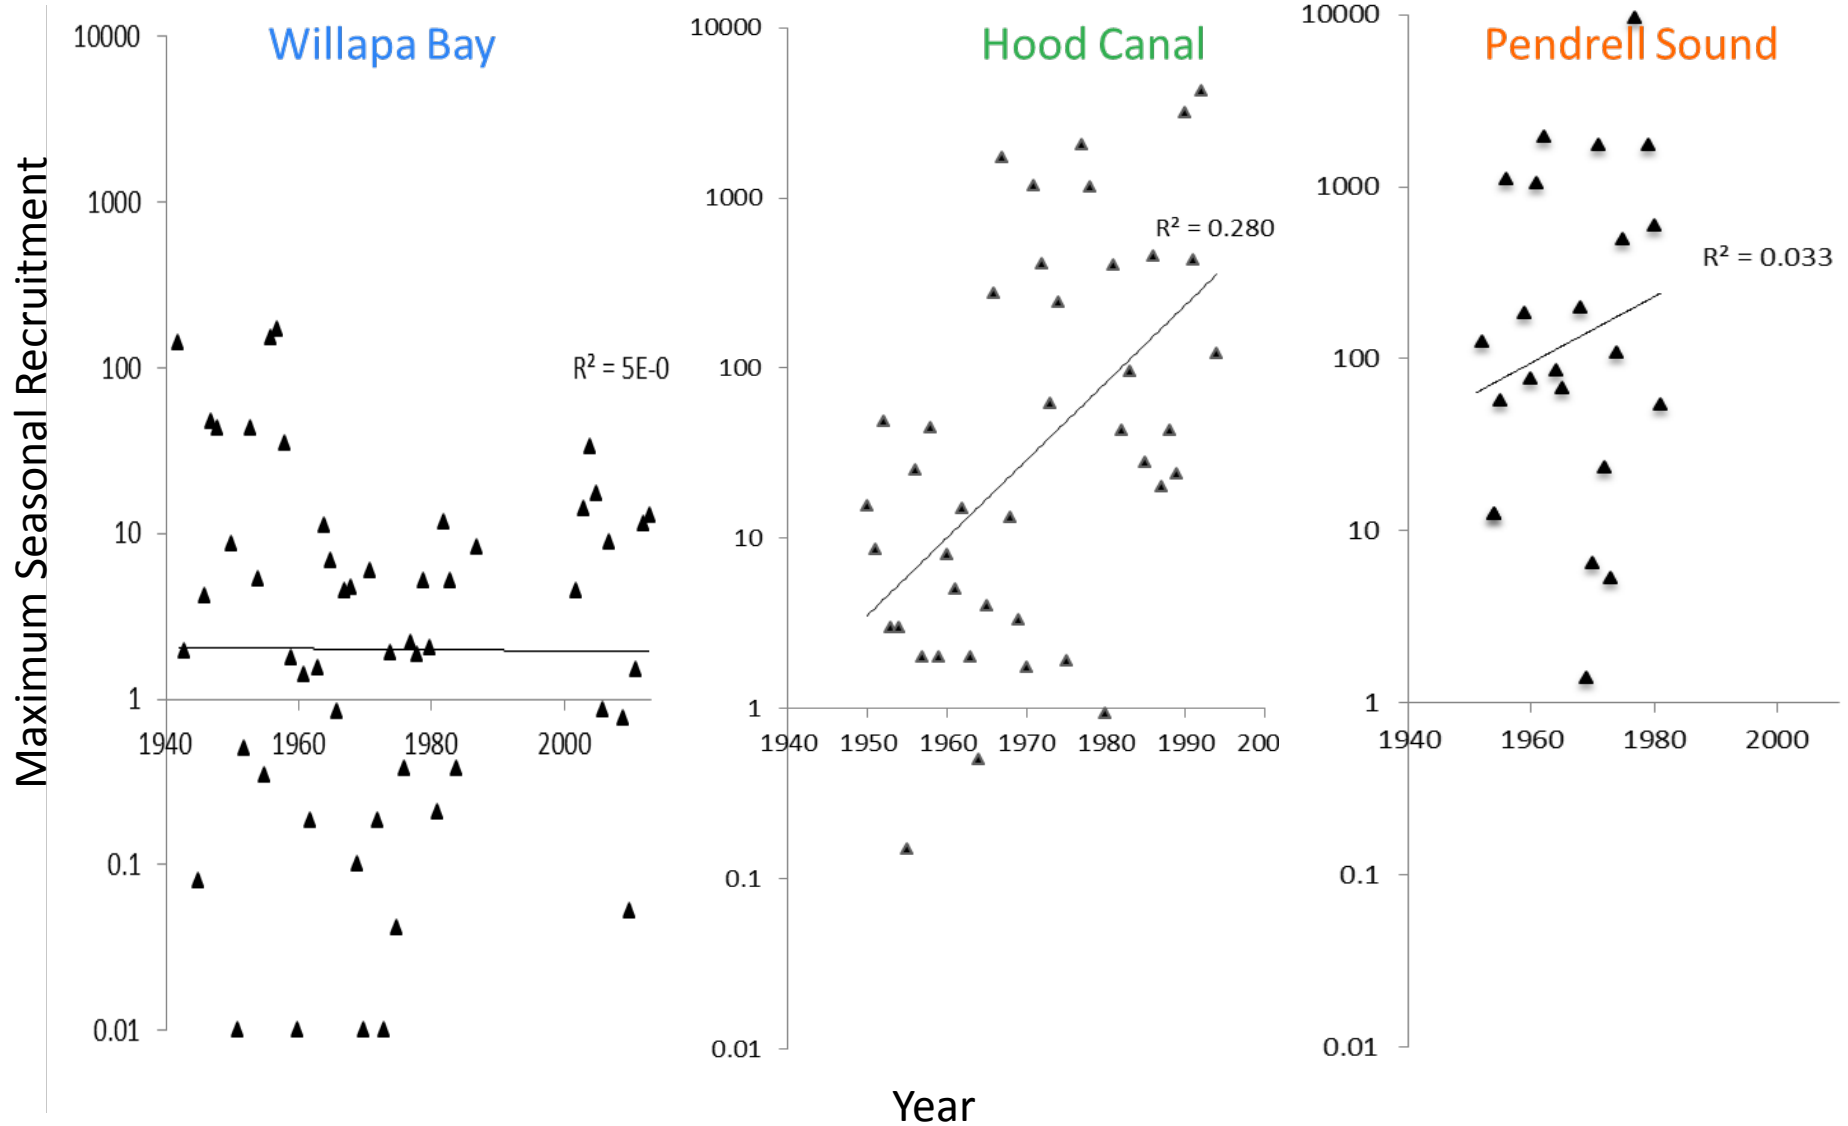 Maximum Seasonal Recruitment
Willapa Bay
10000
1000
100
10
1
0.1
0.01
R² = 5E-0
1940 1960 1980 2000
Hood Canal
10000
1000
100
10
1
0.1
0.01
R² = 0.280
1940 1950 1960 1970 1980 1990 200
Pendrell Sound
10000
1000
100
10
1
0.1
0.01
R² = 0.033
1940 1960 1980 2000
Year